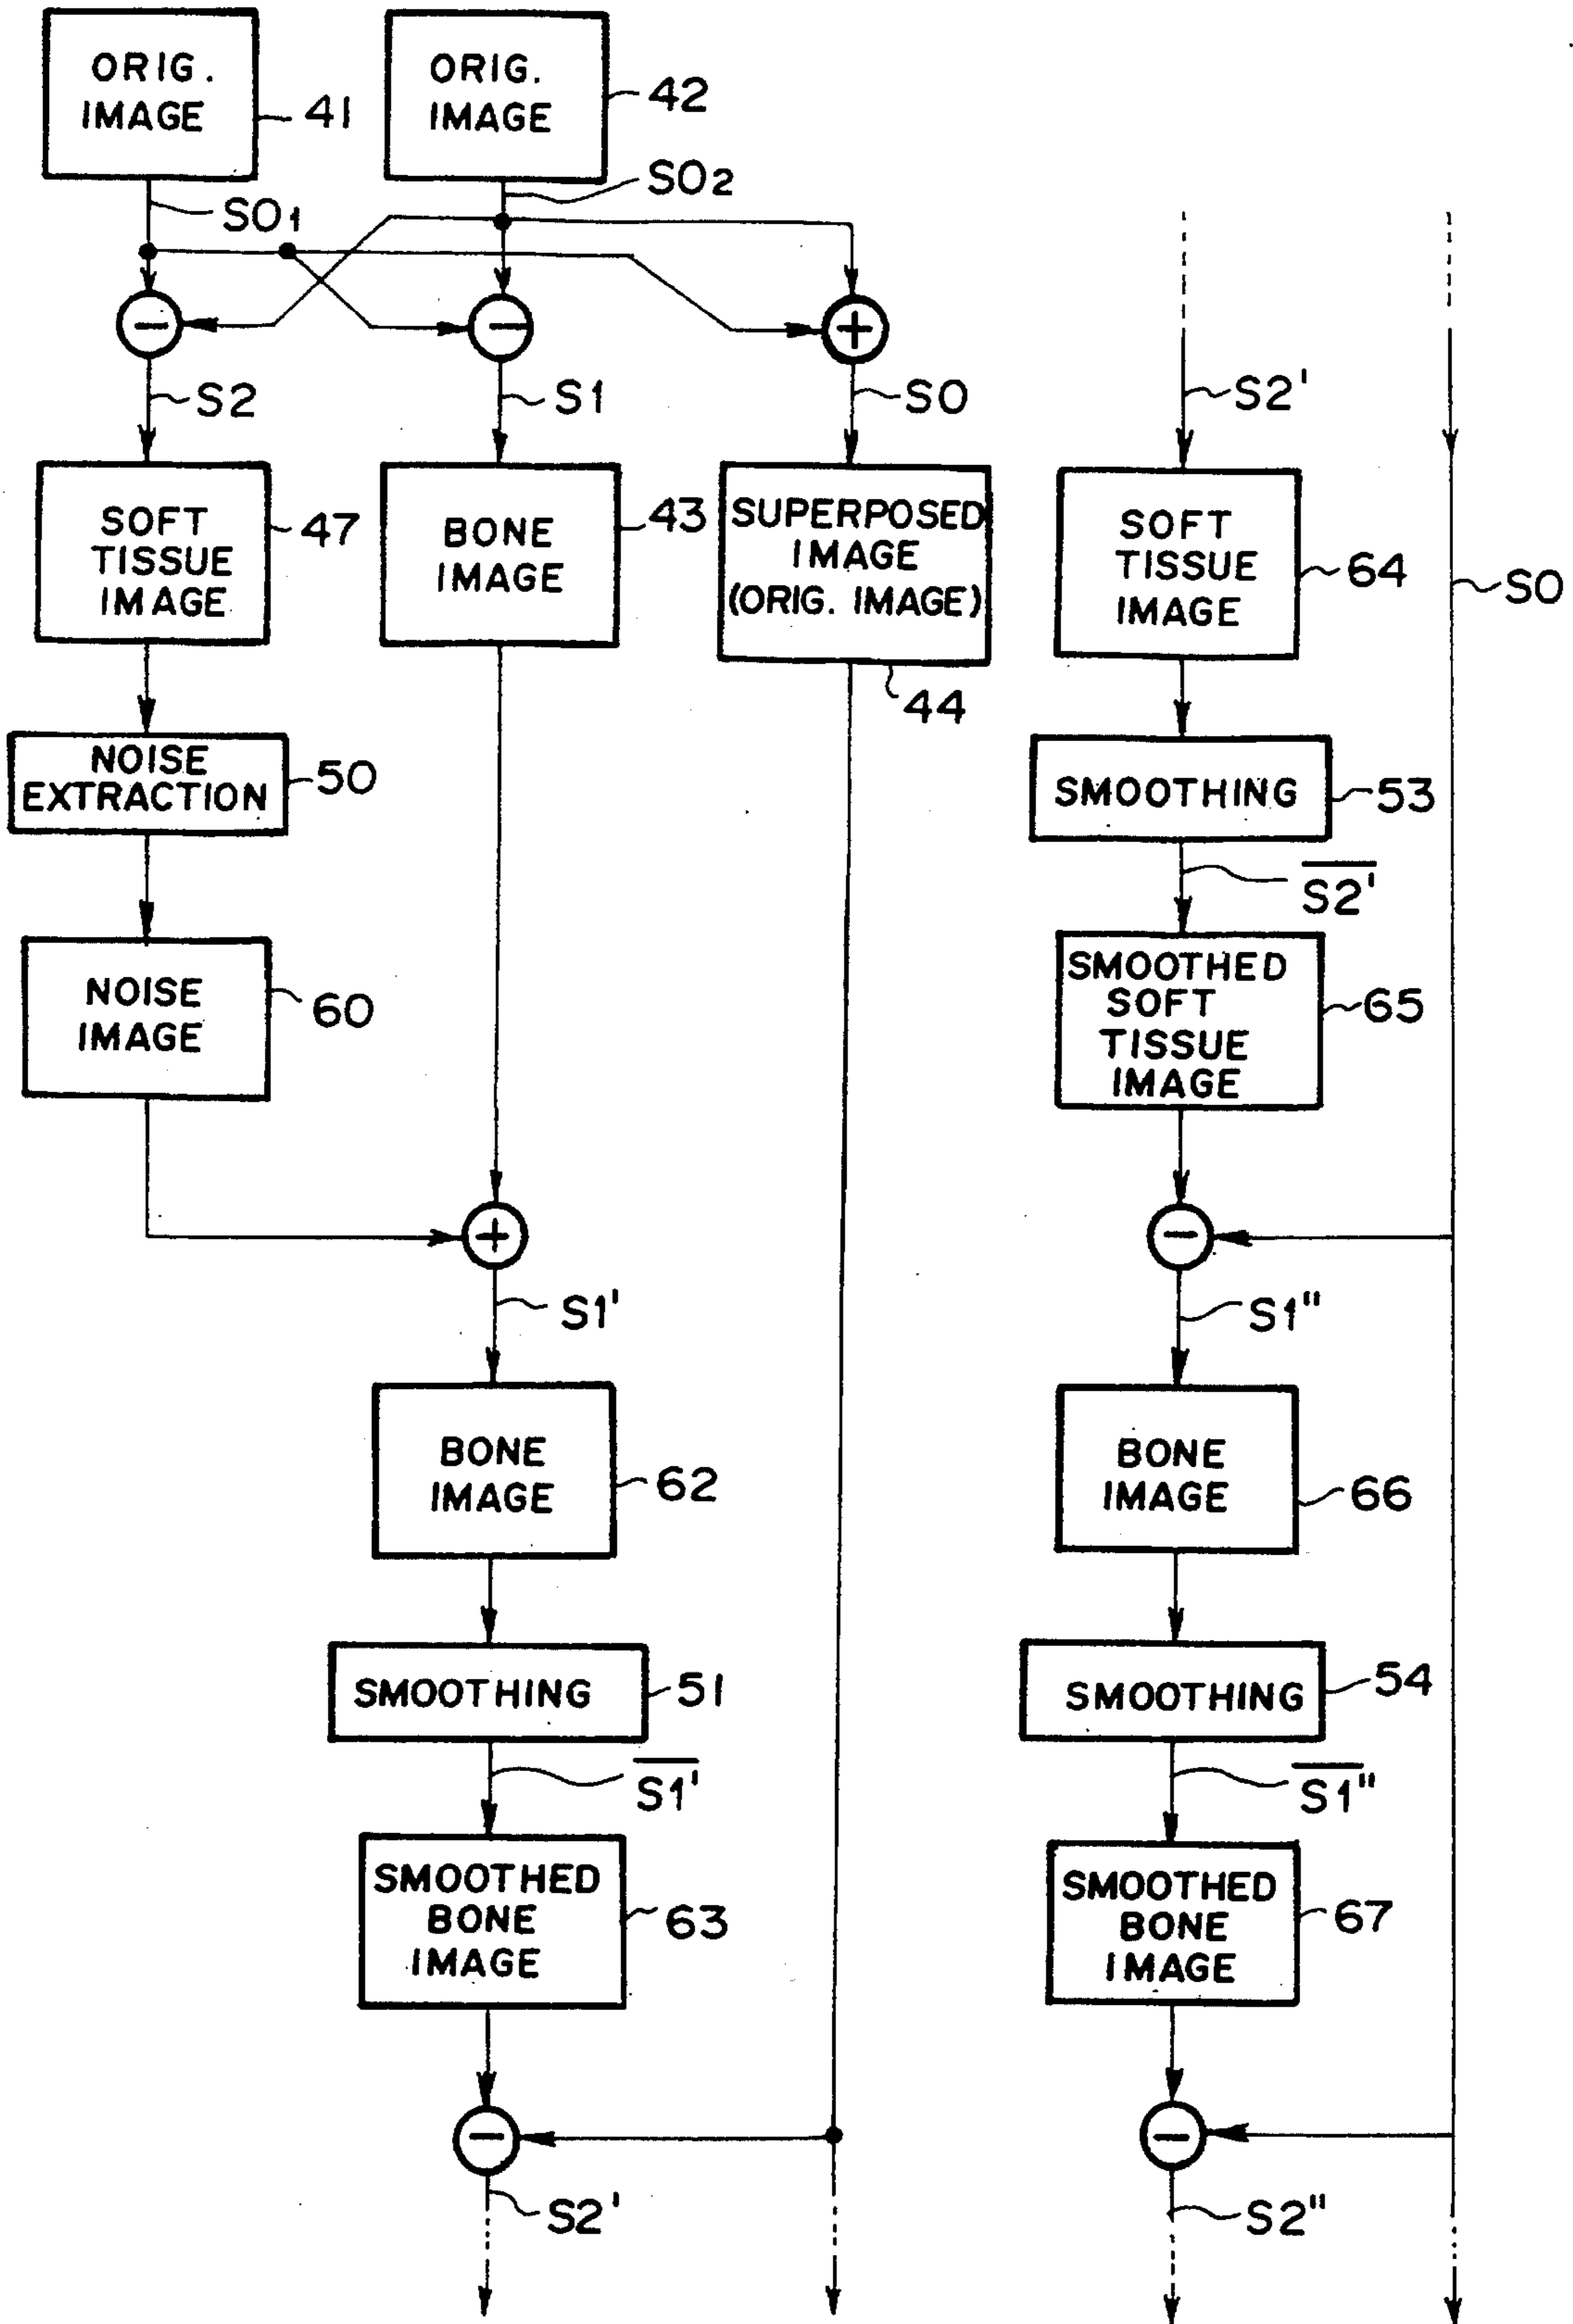 ORIG.
IMAGE
41
ORIG.
IMAGE
42
SO1
SO2
−
−
+
S2
S1
SO
S2'
SOFT
TISSUE
IMAGE
47
BONE
IMAGE
43
SUPERPOSED
IMAGE
(ORIG. IMAGE)
44
SOFT
TISSUE
IMAGE
64
SO
NOISE
EXTRACTION
50
SMOOTHING
53
S2'
NOISE
IMAGE
60
SMOOTHED
SOFT
TISSUE
IMAGE
65
+
−
S1'
S1"
BONE
IMAGE
62
BONE
IMAGE
66
SMOOTHING
51
SMOOTHING
54
S1'
S1"
SMOOTHED
BONE
IMAGE
63
SMOOTHED
BONE
IMAGE
67
−
−
S2'
S2"